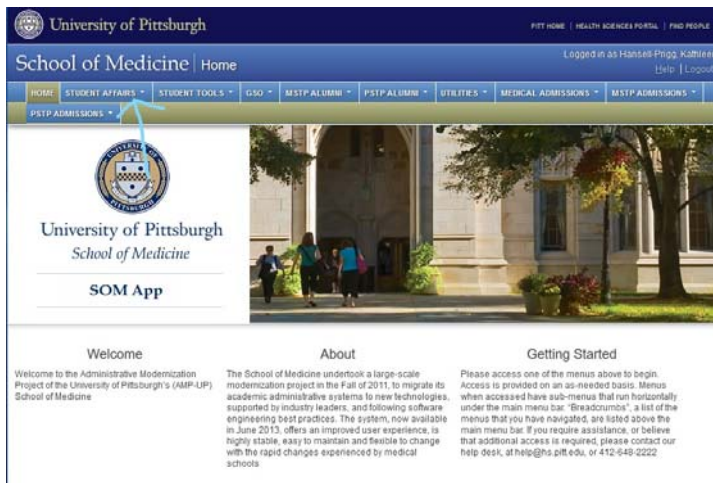 University of Pittsburgh
PITT HOME | HEALTH SCIENCES PORTAL | FIND PEOPLE
School of Medicine | Home
Logged in as Hansell-Prigg, Kathleen
Help | Logout
HOME STUDENT AFFAIRS STUDENT TOOLS GSO MSTP ALUMNI PSTP ALUMNI UTILITIES MEDICAL ADMISSIONS MSTP ADMISSIONS
PSTP ADMISSIONS
University of Pittsburgh
School of Medicine
SOM App
Welcome
Welcome to the Administrative Modernization
Project of the University of Pittsburgh's (AMP-UP)
School of Medicine
About
The School of Medicine undertook a large-scale
modernization project in the Fall of 2011, to migrate its
academic administrative systems to new technologies,
supported by industry leaders, and following software
engineering best practices. The system, now available
in June 2013, offers an improved user experience, is
highly stable, easy to maintain and flexible to change
with the rapid changes experienced by medical
schools
Getting Started
Please access one of the menus above to begin.
Access is provided on an as-needed basis. Menus
when accessed have sub-menus that run horizontally
under the main menu bar. "Breadcrumbs", a list of the
menus that you have navigated, are listed above the
main menu bar. If you require assistance, or believe
that additional access is required, please contact our
help desk, at help@hs.pitt.edu, or 412-648-2222